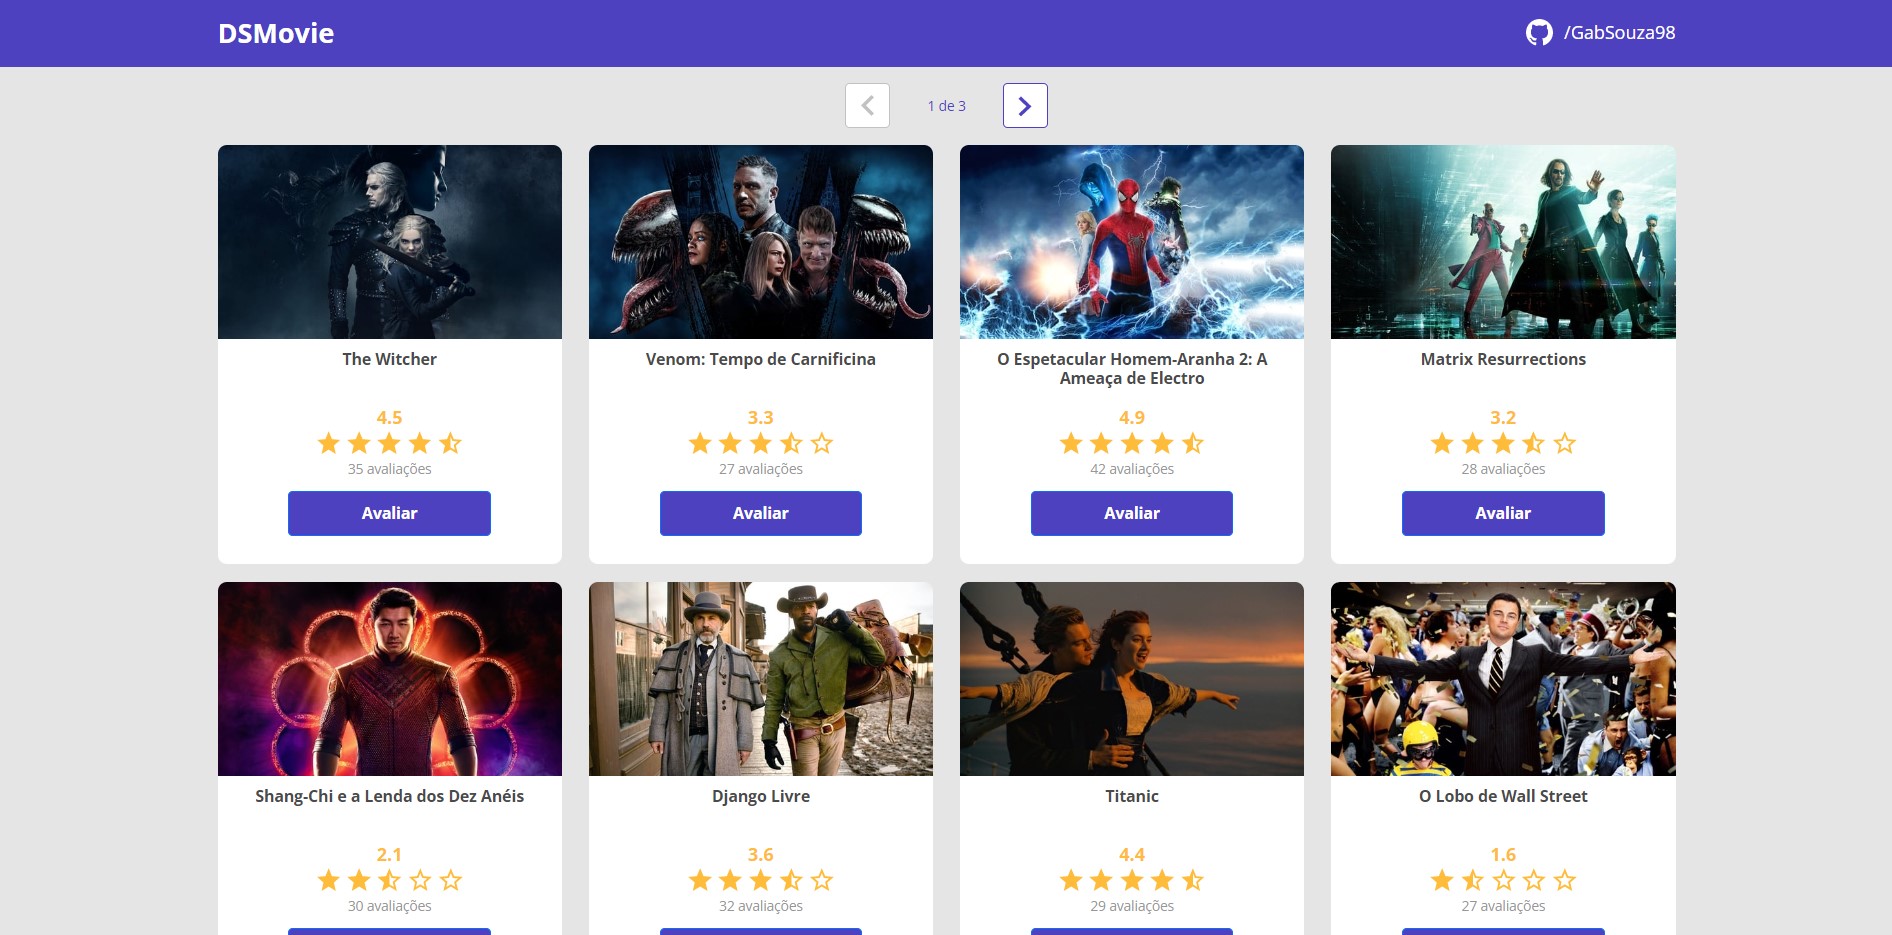 DSMovie
/GabSouza98
1 de 3
The Witcher
4.5
35 avaliações
Avaliar
Venom: Tempo de Carnificina
3.3
27 avaliações
Avaliar
O Espetacular Homem-Aranha 2: A
Ameaça de Electro
4.9
42 avaliações
Avaliar
Matrix Resurrections
3.2
28 avaliações
Avaliar
Shang-Chi e a Lenda dos Dez Anéis
2.1
30 avaliações
Django Livre
3.6
32 avaliações
Titanic
4.4
29 avaliações
O Lobo de Wall Street
1.6
27 avaliações